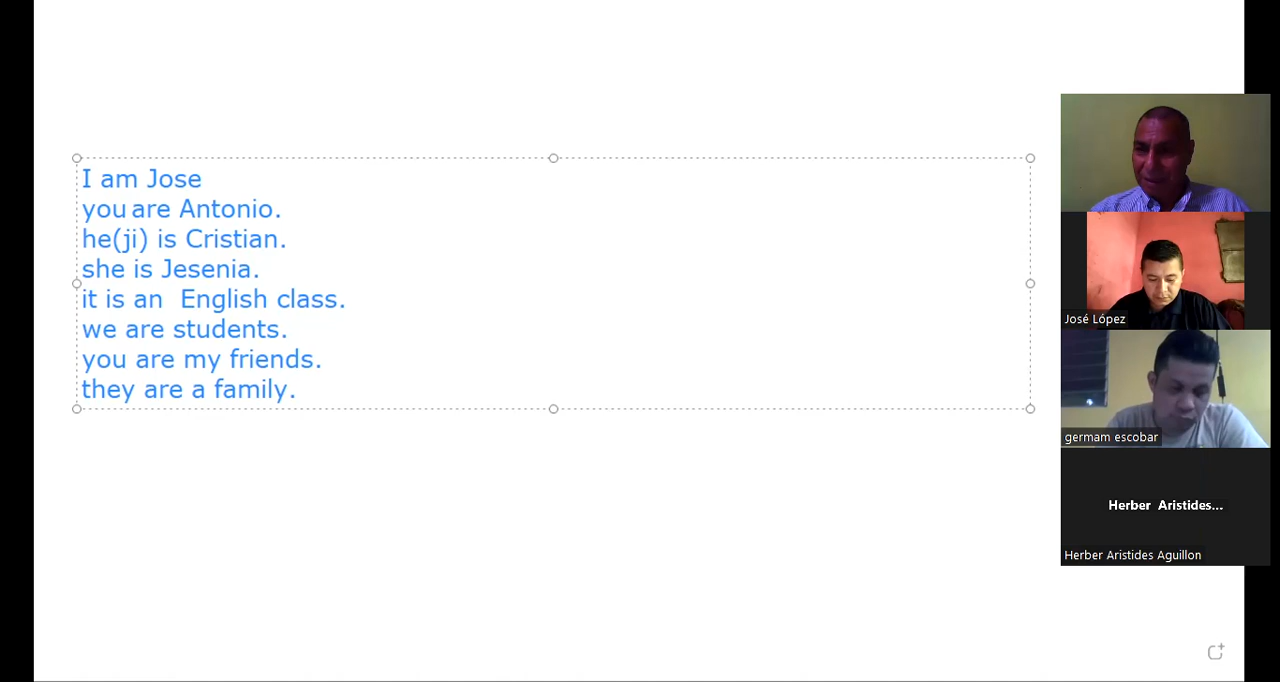 I am Jose
you are Antonio.
he(ji) is Cristian.
she is Jesenia.
it is an  English class.
we are students.
you are my friends.
they are a family.
José López
germam escobar
Herber  Aristides...
Herber Aristides Aguillon